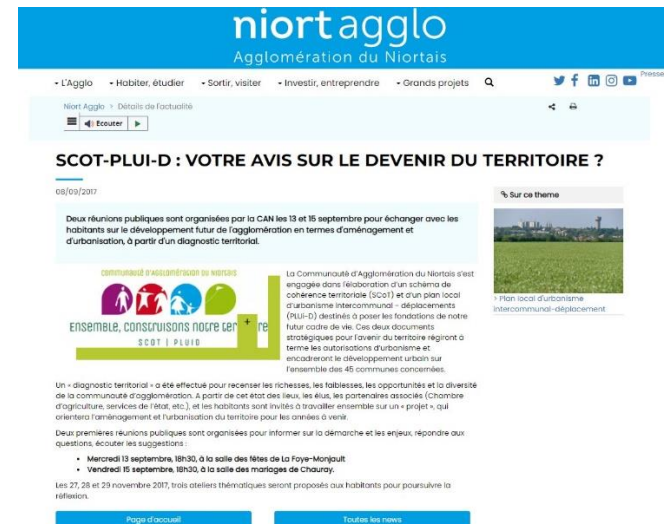 niortagglo
Agglomération du Niortais
L'Agglo
Habiter, étudier
Sortir, visiter
Investir, entreprendre
Grands projets
Presse
Niort Agglo > Détails de l'actualité
Ecouter
SCOT-PLUI-D : VOTRE AVIS SUR LE DEVENIR DU TERRITOIRE ?
08/09/2017
Deux réunions publiques sont organisées par la CAN les 13 et 15 septembre pour échanger avec les
habitants sur le développement futur de l'agglomération en termes d'aménagement et
d'urbanisation, à partir d'un diagnostic territorial.
COMMUNAUTÉ D'AGGLOMÉRATION DU NIORTAIS
ENSEMBLE, CONSTRUISONS NOTRE TERR + RE
SCOT | PLUID
La Communauté d'Agglomération du Niortais s'est
engagée dans l'élaboration d'un schéma de
cohérence territoriale (SCoT) et d'un plan local
d'urbanisme intercommunal - déplacements
(PLUi-D) destinés à poser les fondations de notre
futur cadre de vie. Ces deux documents
stratégiques pour l'avenir du territoire régiront à
terme les autorisations d'urbanisme et
encadreront le développement urbain sur
l'ensemble des 45 communes concernées.
Un « diagnostic territorial » a été effectué pour recenser les richesses, les faiblesses, les opportunités et la diversité
de la communauté d'agglomération. A partir de cet état des lieux, les élus, les partenaires associés (Chambre
d'agriculture, services de l'état, etc.), et les habitants sont invités à travailler ensemble sur un « projet », qui
orientera l'aménagement et l'urbanisation du territoire pour les années à venir.
Deux premières réunions publiques sont organisées pour informer sur la démarche et les enjeux, répondre aux
questions, écouter les suggestions :
• Mercredi 13 septembre, 18h30, à la salle des fêtes de La Foye-Monjault
• Vendredi 15 septembre, 18h30, à la salle des mariages de Chauray.
Les 27, 28 et 29 novembre 2017, trois ateliers thématiques seront proposés aux habitants pour poursuivre la
réflexion.
Page d'accueil
Toutes les news
Sur ce theme
> Plan local d'urbanisme
intercommunal-déplacement